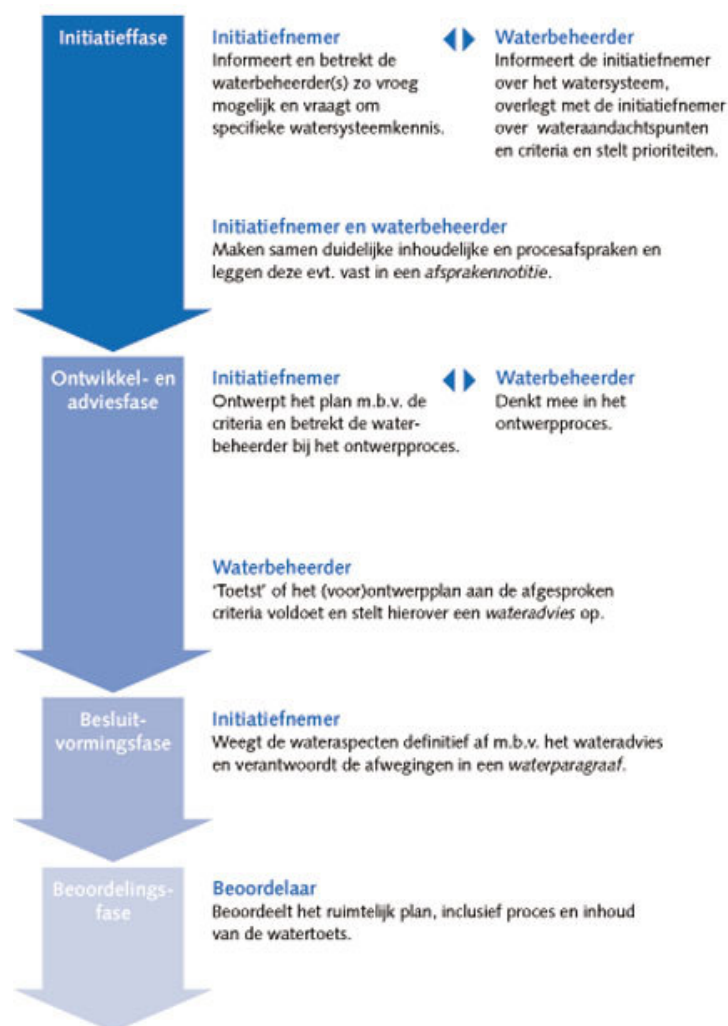 Initiatieffase
Initiatiefnemer
Informeert en betrekt de
waterbeheerder(s) zo vroeg
mogelijk en vraagt om
specifieke watersysteemkennis.
Waterbeheerder
Informeert de initiatiefnemer
over het watersysteem,
overlegt met de initiatiefnemer
over wateraandachtspunten
en criteria en stelt prioriteiten.
Initiatiefnemer en waterbeheerder
Maken samen duidelijke inhoudelijke en procesafspraken en
leggen deze evt. vast in een afsprakennotitie.
Ontwikkel- en
adviesfase
Initiatiefnemer
Ontwerpt het plan m.b.v. de
criteria en betrekt de water-
beheerder bij het ontwerpproces.
Waterbeheerder
Denkt mee in het
ontwerpproces.
Waterbeheerder
'Toetst' of het (voor)ontwerpplan aan de afgesproken
criteria voldoet en stelt hierover een wateradvies op.
Besluit-
vormingsfase
Initiatiefnemer
Weegt de wateraspecten definitief af m.b.v. het wateradvies
en verantwoordt de afwegingen in een waterparagraaf.
Beoordelings-
fase
Beoordelaar
Beoordeelt het ruimtelijk plan, inclusief proces en inhoud
van de watertoets.